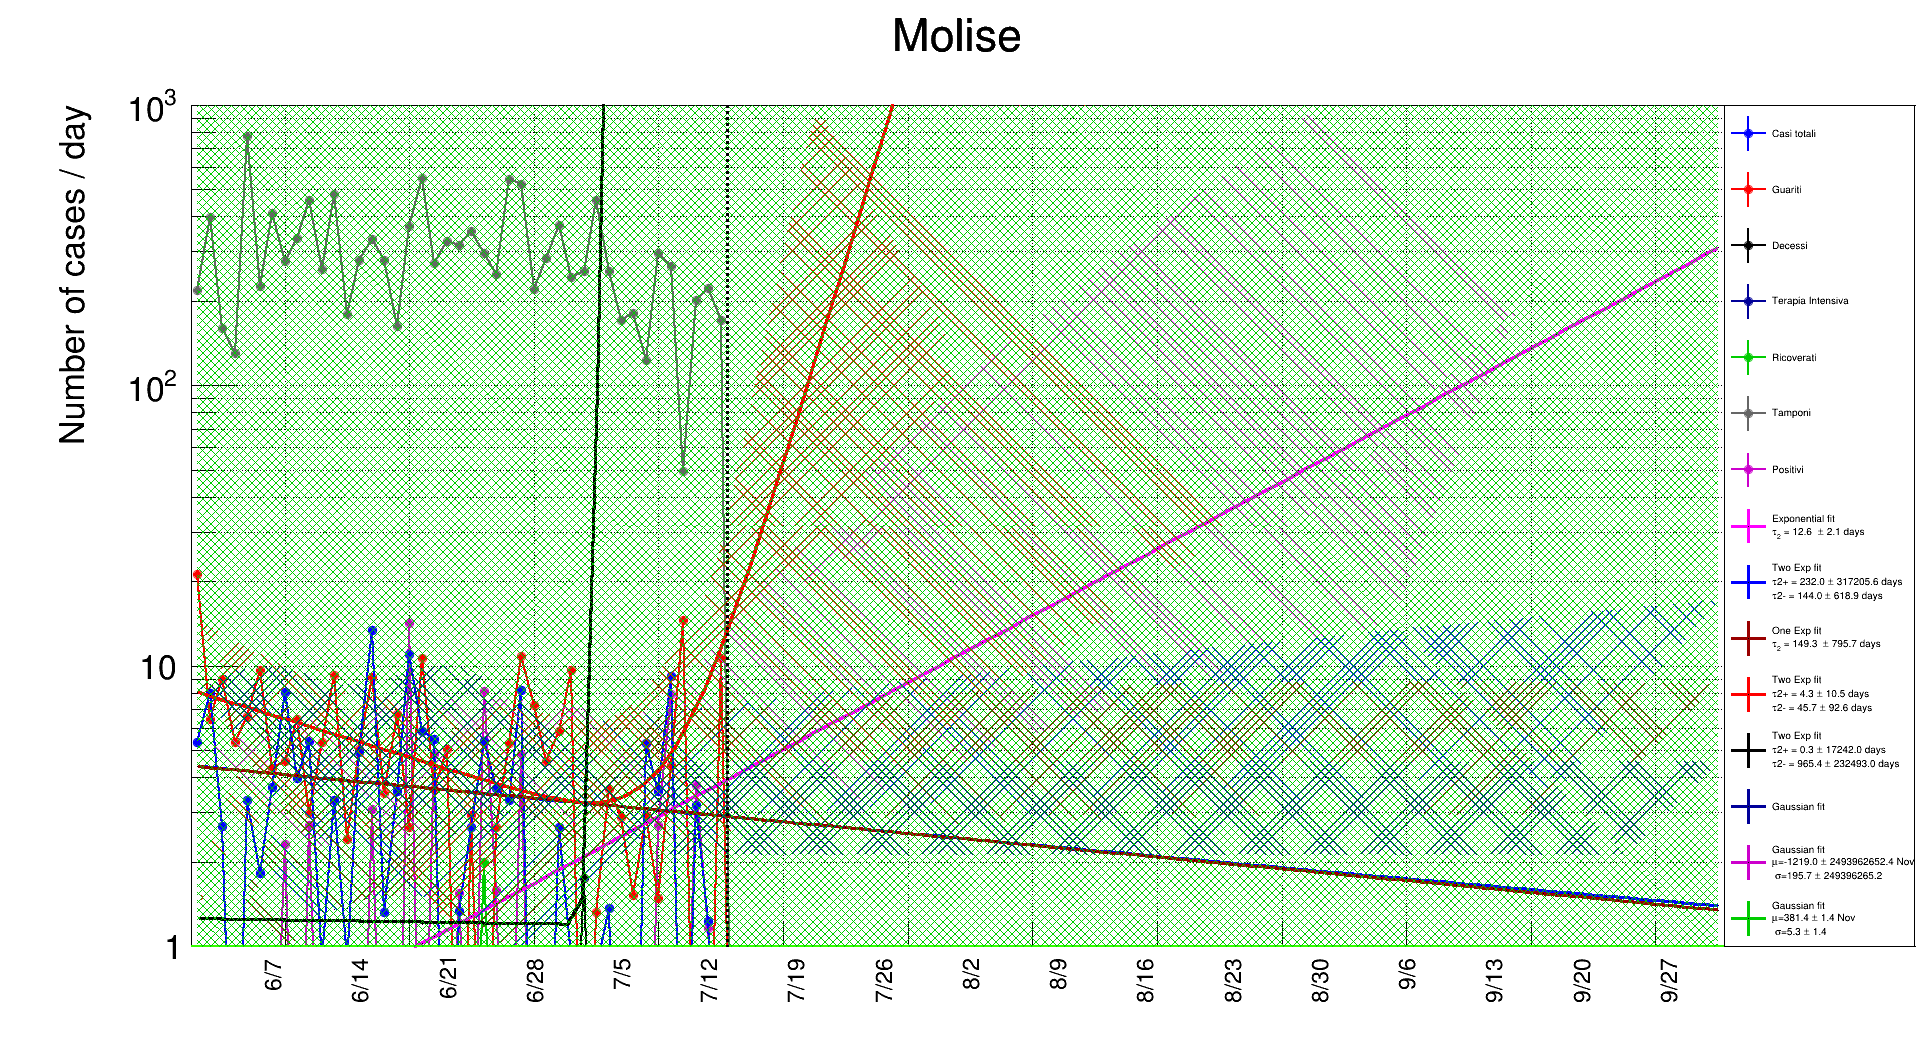 Molise
Number of cases / day
10³
10²
10
1
6/7
6/14
6/21
6/28
7/5
7/12
7/19
7/26
8/2
8/9
8/16
8/23
8/30
9/6
9/13
9/20
9/27
Casi totali
Guariti
Decessi
Terapia Intensiva
Ricoverati
Tamponi
Positivi
Exponential fit
τ₂ = 12.6 ± 2.1 days
Two Exp fit
τ2+ = 232.0 ± 317205.6 days
τ2- = 144.0 ± 618.9 days
One Exp fit
τ₂ = 149.3 ± 795.7 days
Two Exp fit
τ2+ = 4.3 ± 10.5 days
τ2- = 45.7 ± 92.6 days
Two Exp fit
τ2+ = 0.3 ± 17242.0 days
τ2- = 965.4 ± 232493.0 days
Gaussian fit
Gaussian fit
μ=-1219.0 ± 2493962652.4 Nov
σ=195.7 ± 249396265.2
Gaussian fit
μ=381.4 ± 1.4 Nov
σ=5.3 ± 1.4